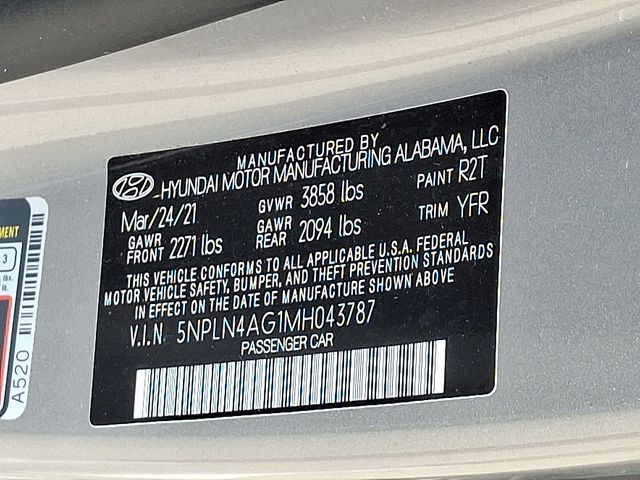 MANUFACTURED BY
HYUNDAI MOTOR MANUFACTURING ALABAMA, LLC
Mar/24/21 GVWR 3858 lbs PAINT R2T
GAWR FRONT 2271 lbs GAWR REAR 2094 lbs TRIM YFR
THIS VEHICLE CONFORMS TO ALL APPLICABLE U.S.A. FEDERAL
MOTOR VEHICLE SAFETY, BUMPER, AND THEFT PREVENTION STANDARDS
IN EFFECT ON THE DATE OF MANUFACTURE SHOWN ABOVE
V.I.N 5NPLN4AG1MH043787
PASSENGER CAR
MENT
3
lbs.
A520